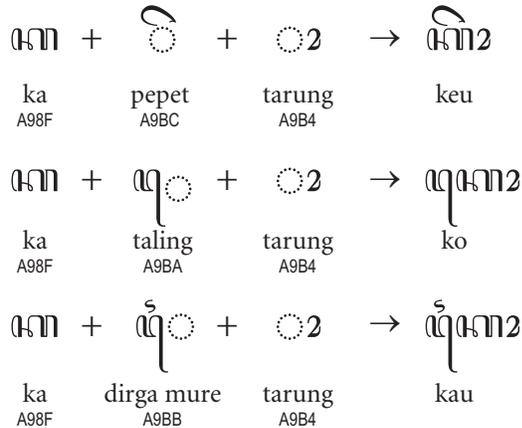 ꦏ + ◌ꦼ + ◌ꦴ → ꦏꦼꦴ
ka pepet tarung keu
A98F A9BC A9B4
ꦏ + ꦺ◌ + ◌ꦴ → ꦏꦺꦴ
ka taling tarung ko
A98F A9BA A9B4
ꦏ + ꦻ◌ + ◌ꦴ → ꦏꦻꦴ
ka dirga mure tarung kau
A98F A9BB A9B4